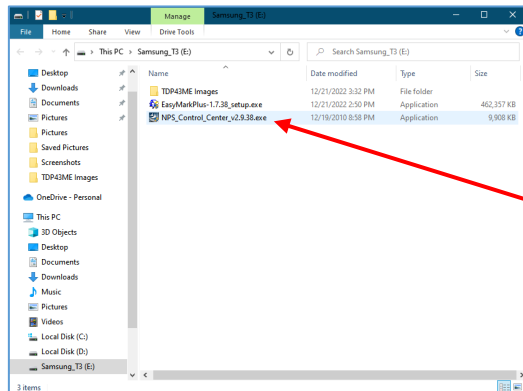 Manage
Samsung_T3 (E:)
File
Home
Share
View
Drive Tools
This PC > Samsung_T3 (E:)
Search Samsung_T3 (E:)
Desktop
Downloads
Documents
Pictures
Pictures
Saved Pictures
Screenshots
TDP43ME Images
OneDrive - Personal
This PC
3D Objects
Desktop
Documents
Downloads
Music
Pictures
Videos
Local Disk (C:)
Local Disk (D:)
Samsung_T3 (E:)
Name Date modified Type Size
TDP43ME Images 12/21/2022 3:32 PM File folder
EasyMarkPlus-1.7.38_setup.exe 12/21/2022 2:50 PM Application 462,357 KB
NPS_Control_Center_v2.9.38.exe 12/19/2010 8:58 PM Application 9,908 KB
3 items